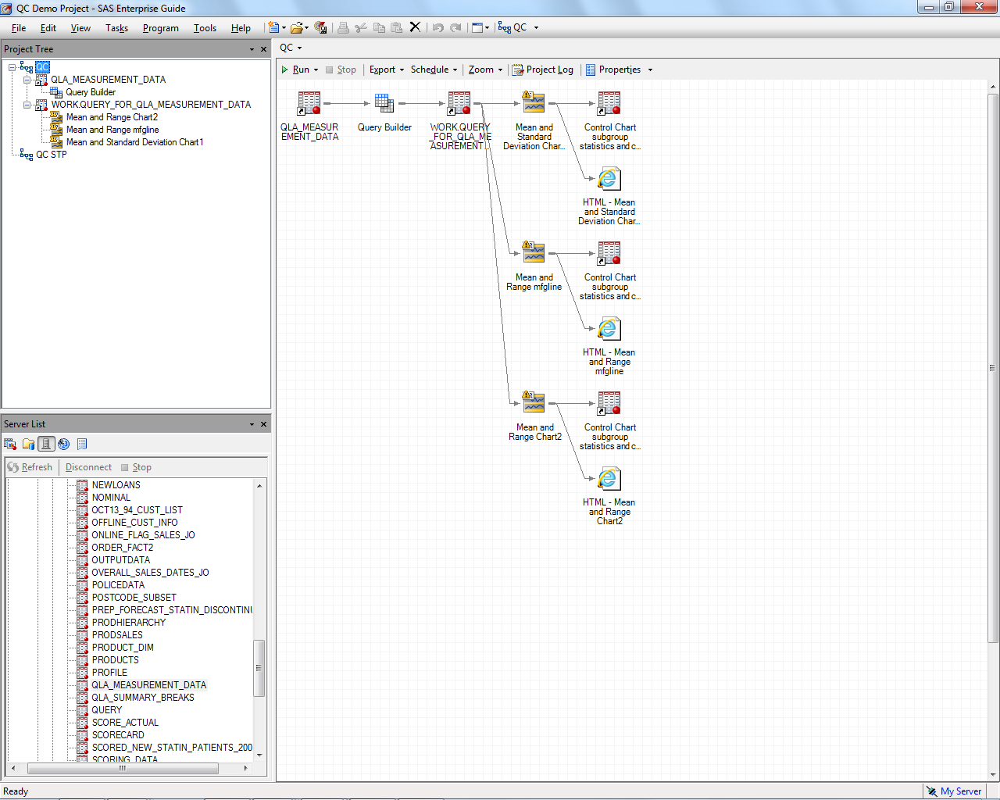 QC Demo Project - SAS Enterprise Guide
File Edit View Tasks Program Tools Help QC
Project Tree
QC
QLA_MEASUREMENT_DATA
Query Builder
WORK.QUERY_FOR_QLA_MEASUREMENT_DATA
Mean and Range Chart2
Mean and Range mfgline
Mean and Standard Deviation Chart1
QC STP
Server List
Refresh Disconnect Stop
NEWLOANS
NOMINAL
OCT13_94_CUST_LIST
OFFLINE_CUST_INFO
ONLINE_FLAG_SALES_JO
ORDER_FACT2
OUTPUTDATA
OVERALL_SALES_DATES_JO
POLICEDATA
POSTCODE_SUBSET
PREP_FORECAST_STATIN_DISCONTINU
PRODHIERARCHY
PRODSALES
PRODUCT_DIM
PRODUCTS
PROFILE
QLA_MEASUREMENT_DATA
QLA_SUMMARY_BREAKS
QUERY
SCORE_ACTUAL
SCORECARD
SCORED_NEW_STATIN_PATIENTS_200
SCORING_DATA
QC
Run Stop Export Schedule Zoom Project Log Properties
QLA_MEASUR
EMENT_DATA
Query Builder
WORK.QUERY
_FOR_QLA_ME
ASUREMENT...
Mean and
Standard
Deviation Char...
Control Chart
subgroup
statistics and c...
HTML - Mean
and Standard
Deviation Char...
Mean and
Range mfgline
Control Chart
subgroup
statistics and c...
HTML - Mean
and Range
mfgline
Mean and
Range Chart2
Control Chart
subgroup
statistics and c...
HTML - Mean
and Range
Chart2
Ready
My Server